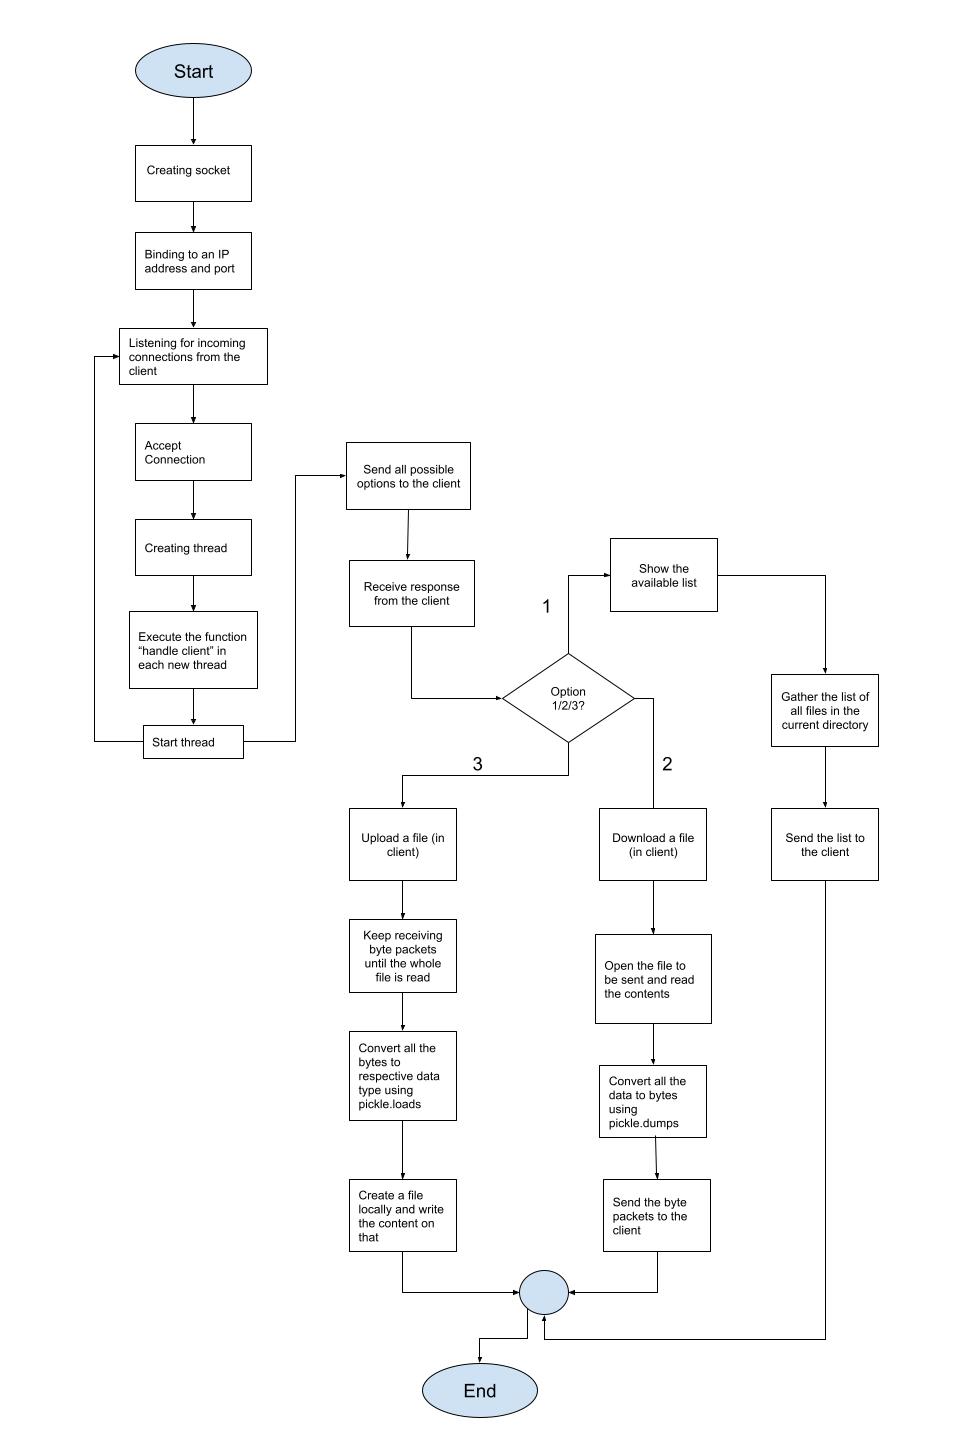 Start
Creating socket
Binding to an IP
address and port
Listening for incoming
connections from the
client
Accept
Connection
Creating thread
Execute the function
“handle client” in
each new thread
Start thread
Send all possible
options to the client
Receive response
from the client
Option
1/2/3?
1
Show the
available list
Gather the list of
all files in the
current directory
Send the list to
the client
2
Download a file
(in client)
Open the file to
be sent and read
the contents
Convert all the
data to bytes
using
pickle.dumps
Send the byte
packets to the
client
3
Upload a file (in
client)
Keep receiving
byte packets
until the whole
file is read
Convert all the
bytes to
respective data
type using
pickle.loads
Create a file
locally and write
the content on
that
End